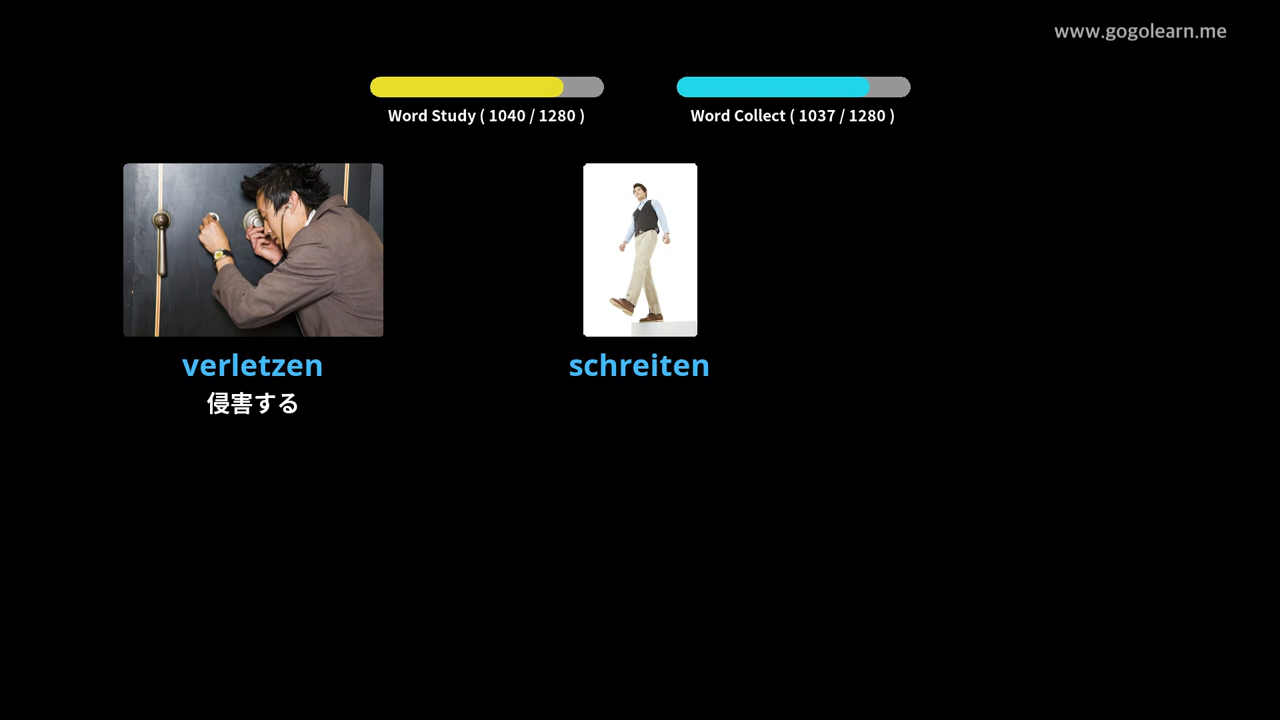 www.gogolearn.me
Word Study ( 1040 / 1280 )
Word Collect ( 1037 / 1280 )
verletzen
侵害する
schreiten